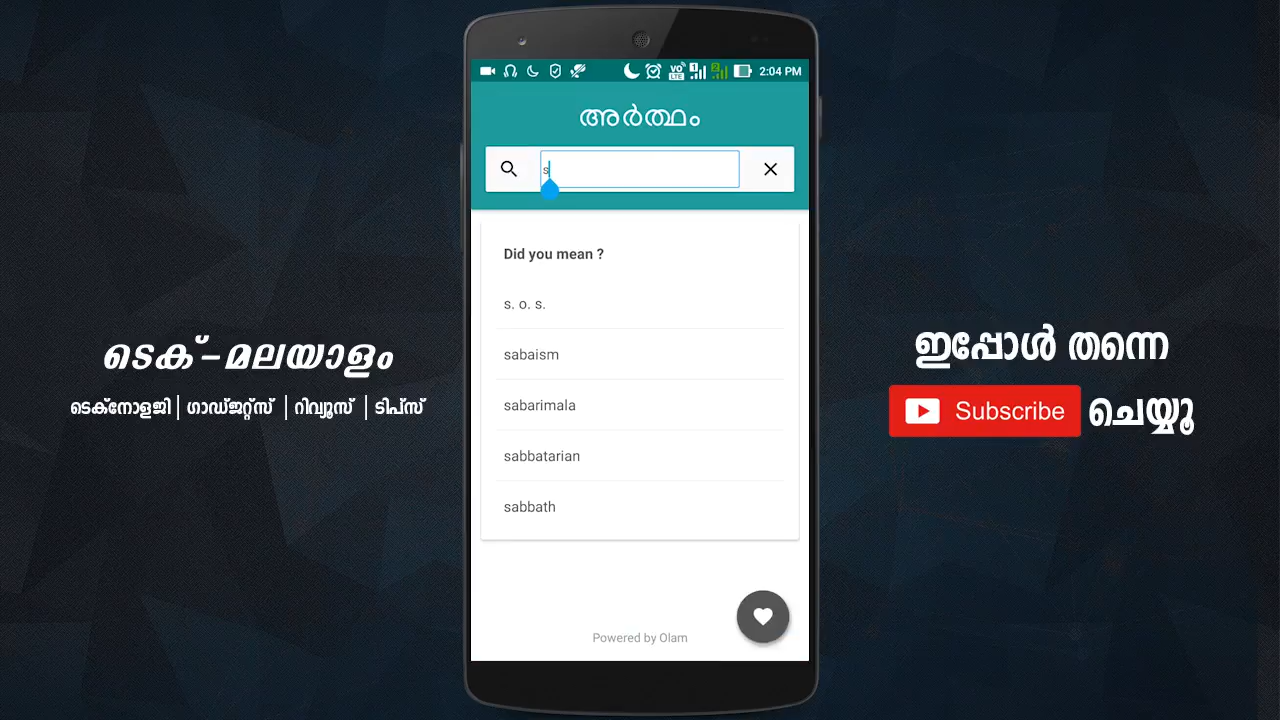 2:04 PM
അർത്ഥം
s
Did you mean ?
s. o. s.
sabaism
sabarimala
sabbatarian
sabbath
Powered by Olam
ടെക്-മലയാളം
ടെക്നോളജി | ഗാഡ്ജറ്റ്സ് | റിവ്യൂസ് | ടിപ്സ്
ഇപ്പോൾ തന്നെ
Subscribe ചെയ്യൂ